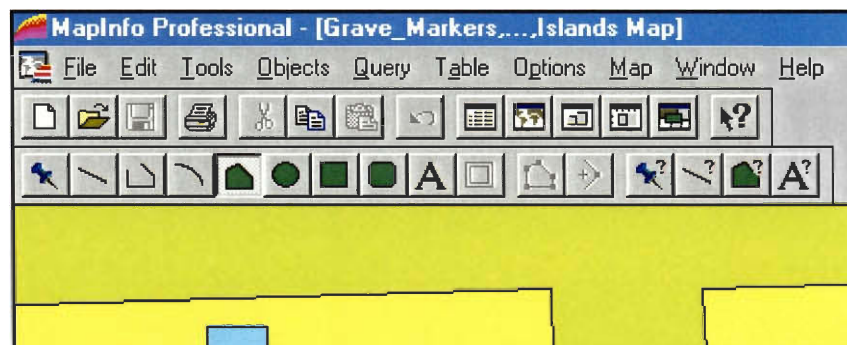 MapInfo Professional - [Grave_Markers,...,Islands Map]
File Edit Tools Objects Query Table Options Map Window Help
?
A ? ? ? A?